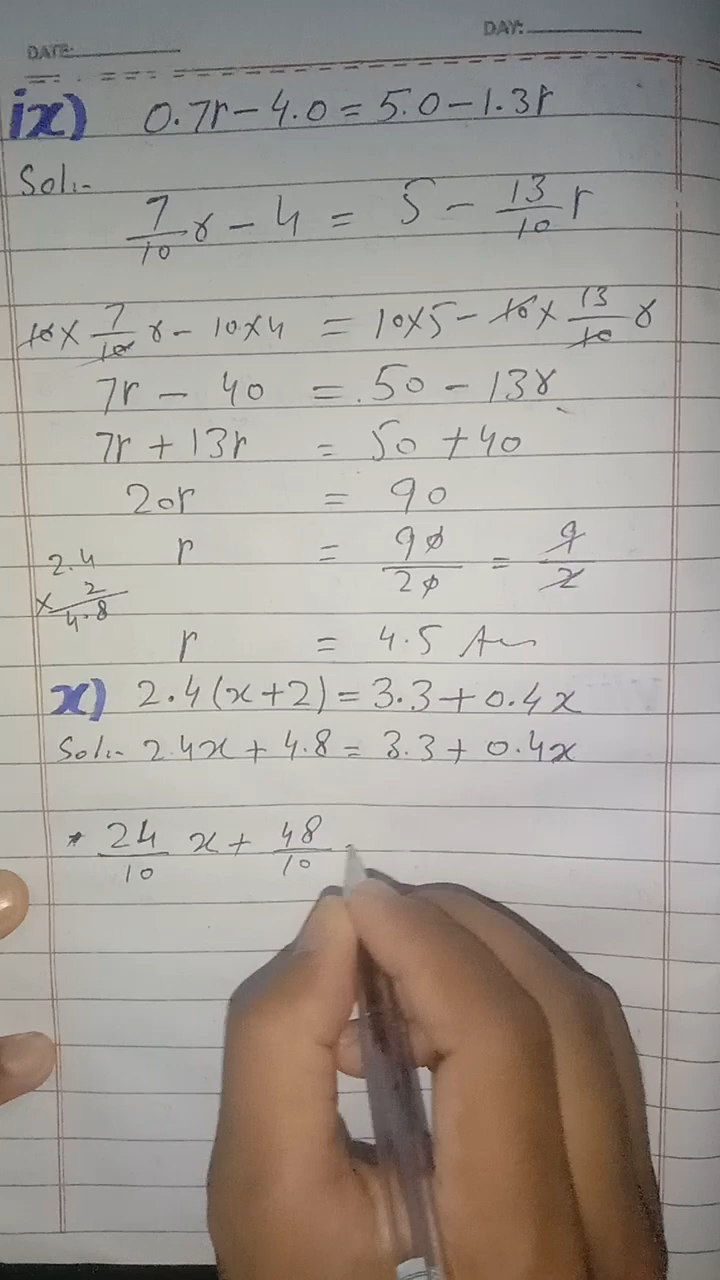 DATE: DAY:
ix) 0.7r - 4.0 = 5.0 - 1.3r
Sol:-
7/10 r - 4 = 5 - 13/10 r
10 × 7/10 r - 10×4 = 10×5 - 10 × 13/10 r
7r - 40 = 50 - 13r
7r + 13r = 50 + 40
20r = 90
r = 90/20 = 9/2
2.4
× 2
4.8
r = 4.5 Ans
x) 2.4(x+2) = 3.3 + 0.4x
Sol:- 2.4x + 4.8 = 3.3 + 0.4x
24/10 x + 48/10